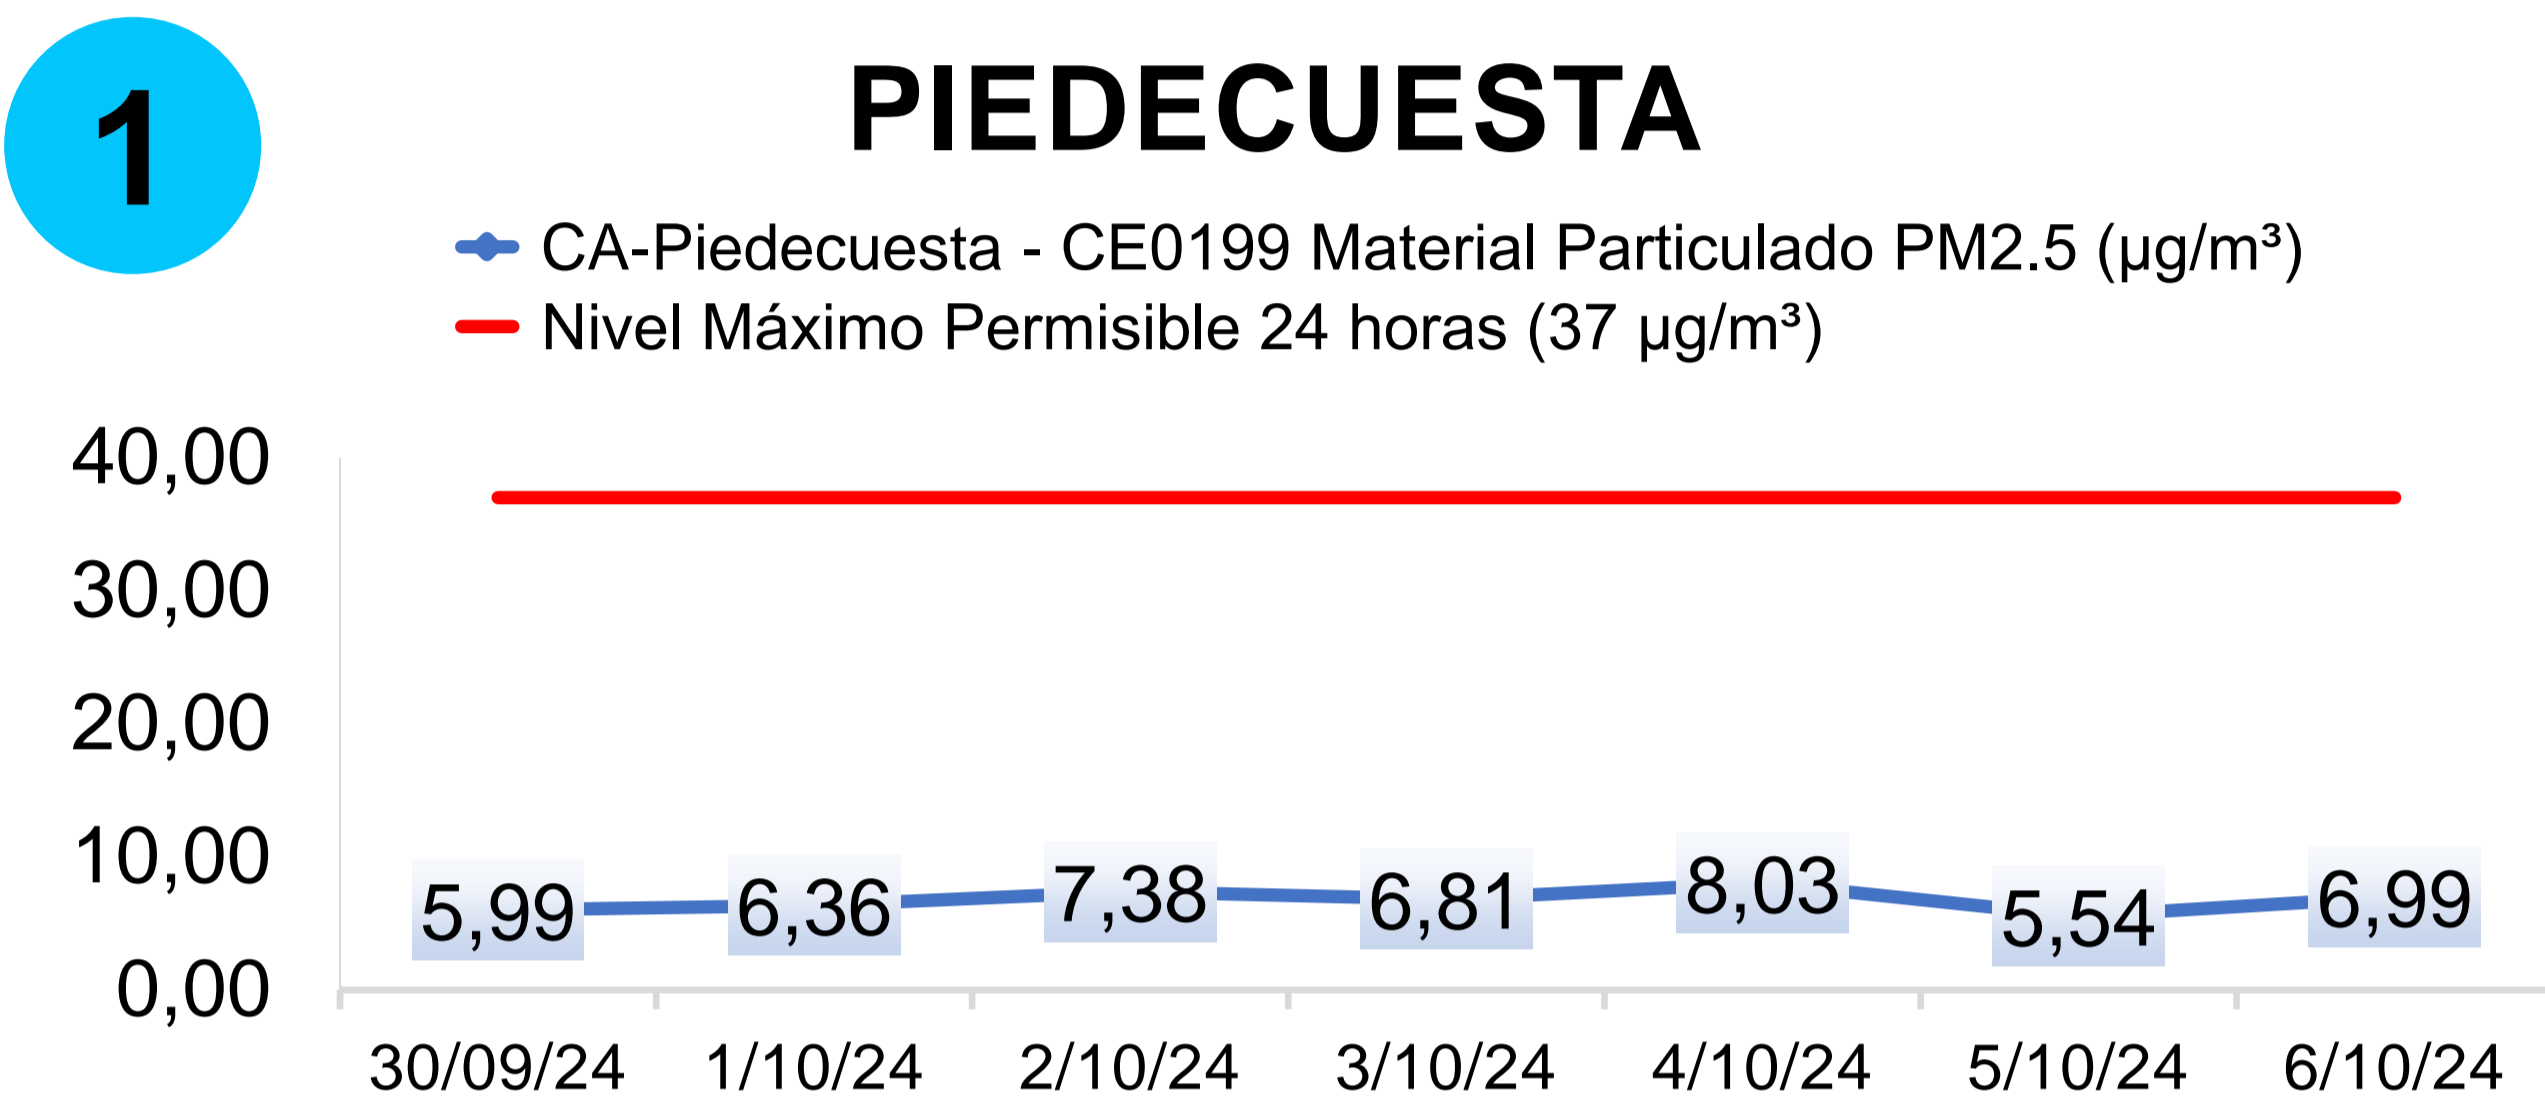 1
PIEDECUESTA
CA-Piedecuesta - CE0199 Material Particulado PM2.5 (µg/m³)
Nivel Máximo Permisible 24 horas (37 µg/m³)
40,00
30,00
20,00
10,00
0,00
5,99 6,36 7,38 6,81 8,03 5,54 6,99
30/09/24 1/10/24 2/10/24 3/10/24 4/10/24 5/10/24 6/10/24